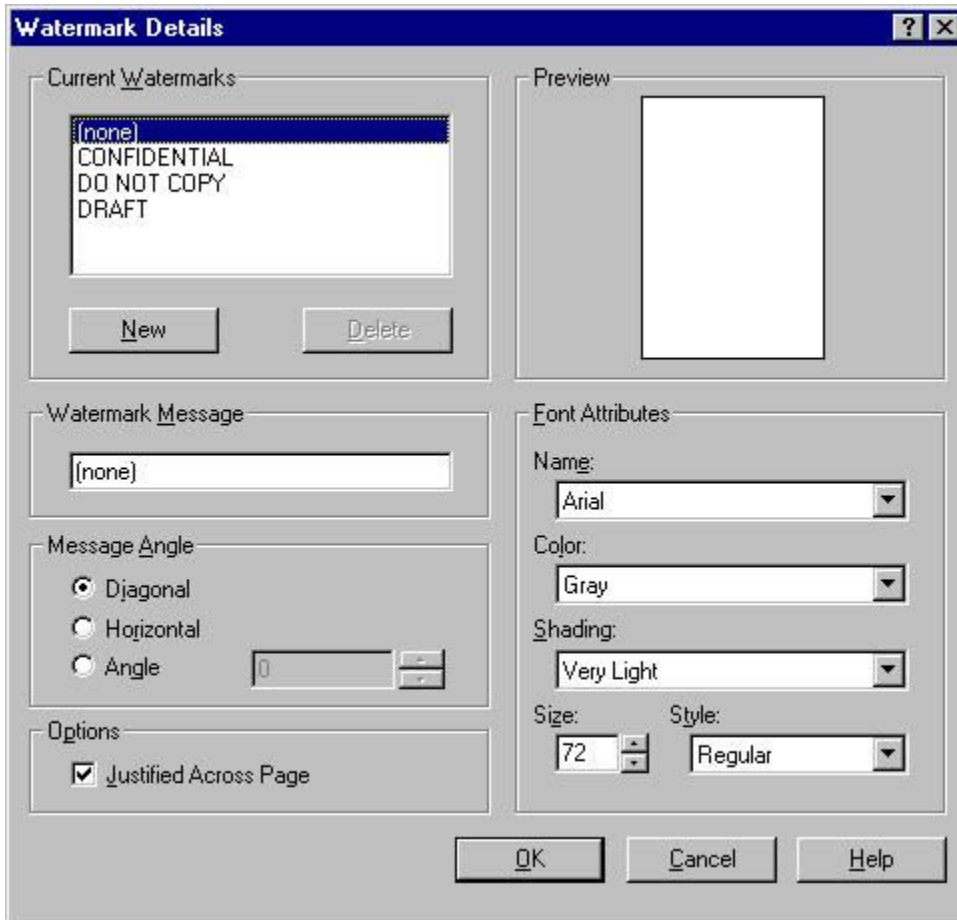 Watermark Details
Current Watermarks
(none)
CONFIDENTIAL
DO NOT COPY
DRAFT
New Delete
Preview
Watermark Message
(none)
Message Angle
Diagonal
Horizontal
Angle 0
Options
Justified Across Page
Font Attributes
Name:
Arial
Color:
Gray
Shading:
Very Light
Size: Style:
72 Regular
OK Cancel Help